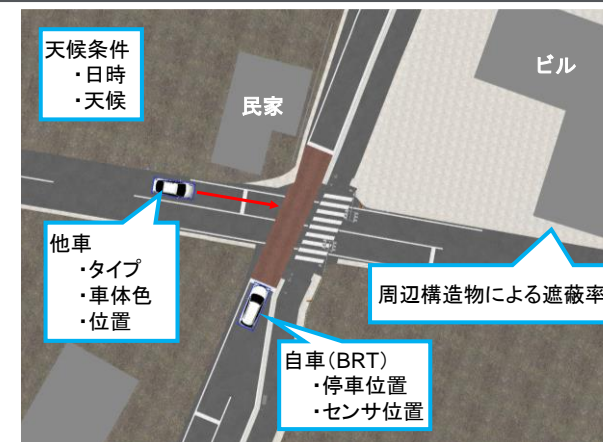 天候条件
・日時
・天候
民家
ビル
他車
・タイプ
・車体色
・位置
周辺構造物による遮蔽率
自車(BRT)
・停車位置
・センサ位置